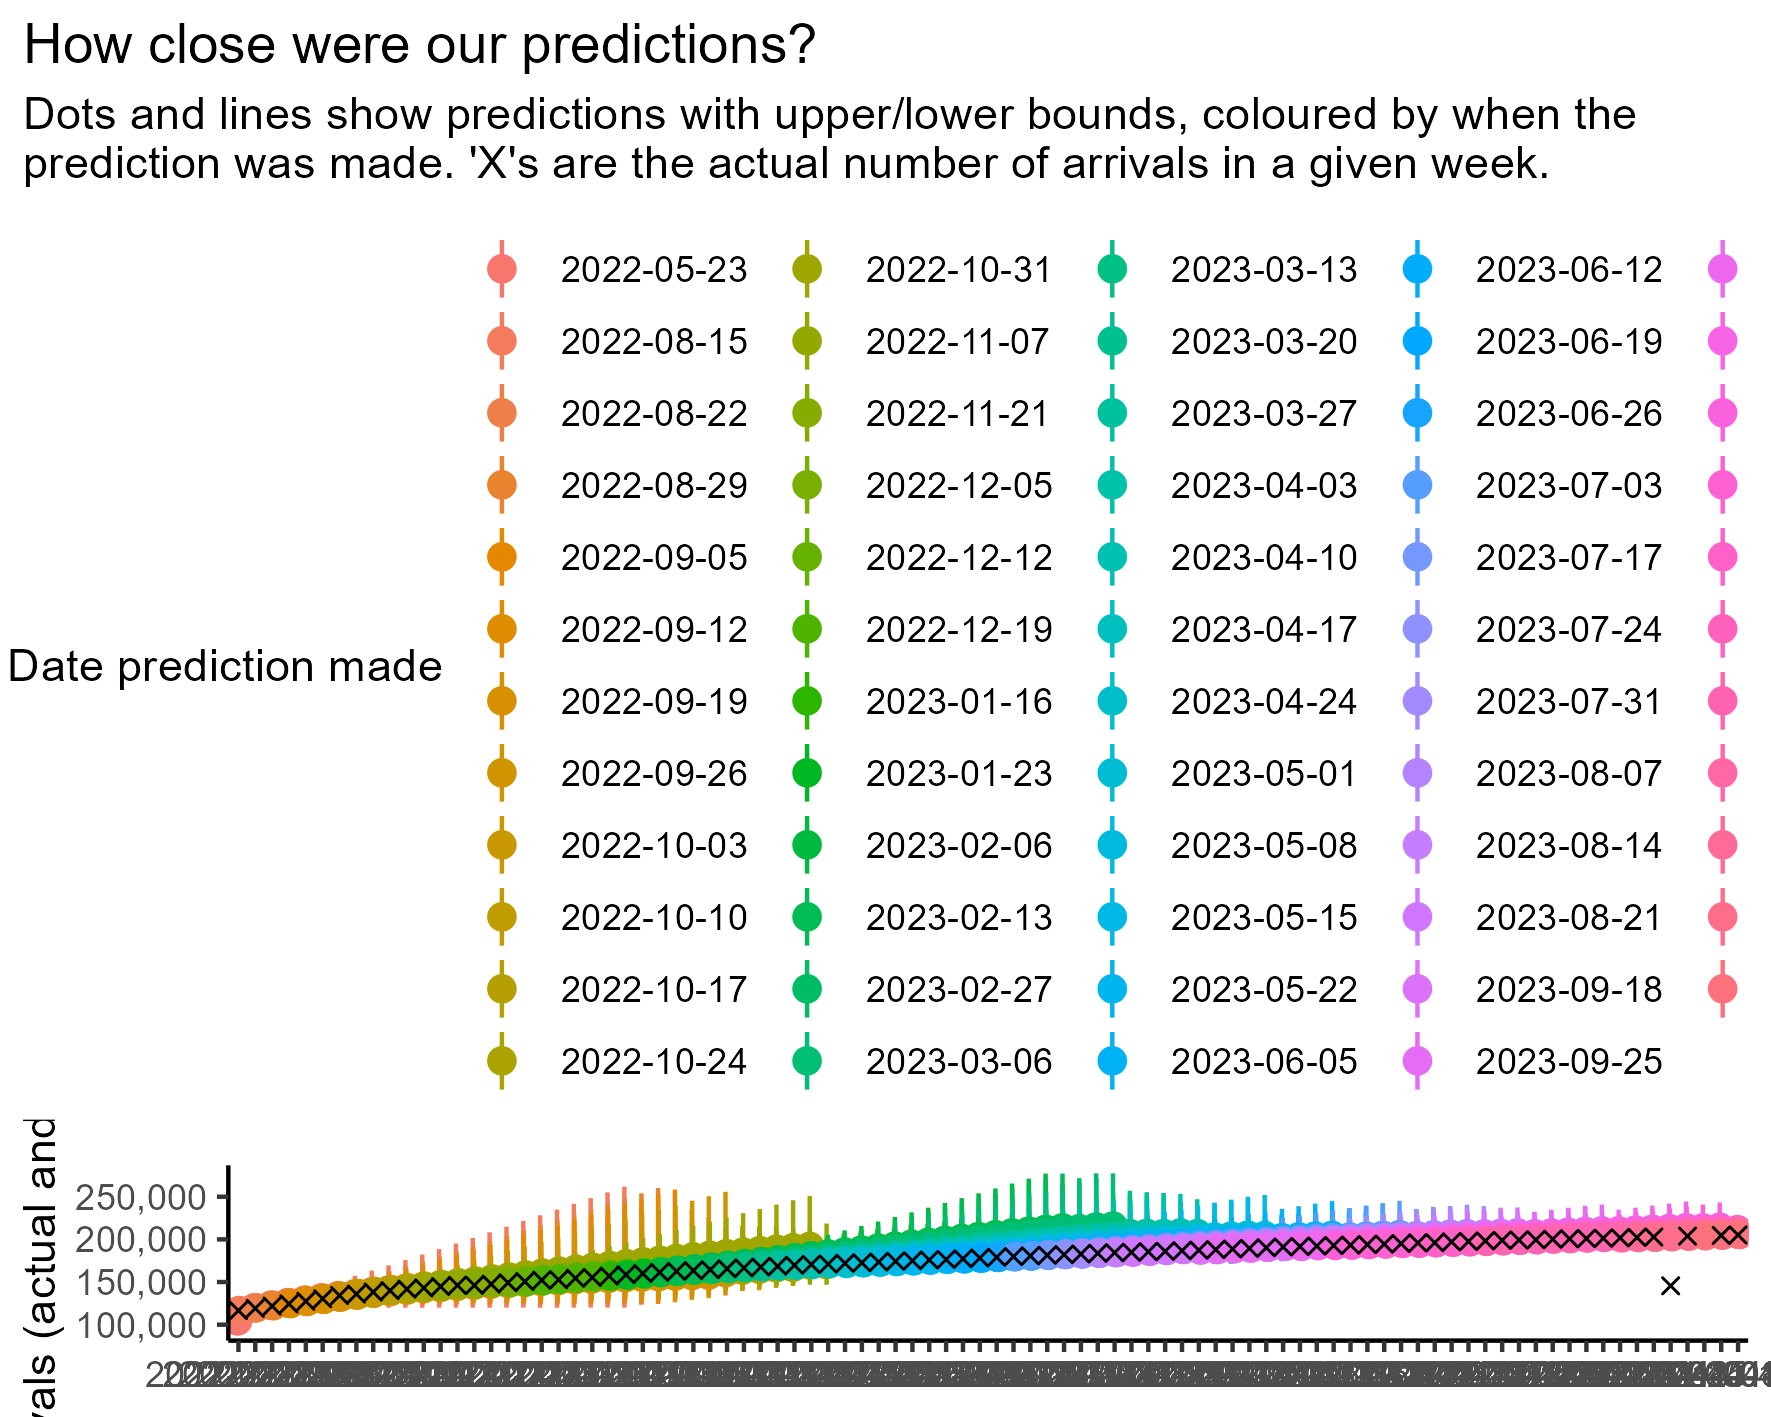 How close were our predictions?
Dots and lines show predictions with upper/lower bounds, coloured by when the
prediction was made. 'X's are the actual number of arrivals in a given week.
2022-05-23 2022-10-31 2023-03-13 2023-06-12
2022-08-15 2022-11-07 2023-03-20 2023-06-19
2022-08-22 2022-11-21 2023-03-27 2023-06-26
2022-08-29 2022-12-05 2023-04-03 2023-07-03
2022-09-05 2022-12-12 2023-04-10 2023-07-17
2022-09-12 2022-12-19 2023-04-17 2023-07-24
Date prediction made
2022-09-19 2023-01-16 2023-04-24 2023-07-31
2022-09-26 2023-01-23 2023-05-01 2023-08-07
2022-10-03 2023-02-06 2023-05-08 2023-08-14
2022-10-10 2023-02-13 2023-05-15 2023-08-21
2022-10-17 2023-02-27 2023-05-22 2023-09-18
2022-10-24 2023-03-06 2023-06-05 2023-09-25
(actual and
250,000
200,000
150,000
100,000